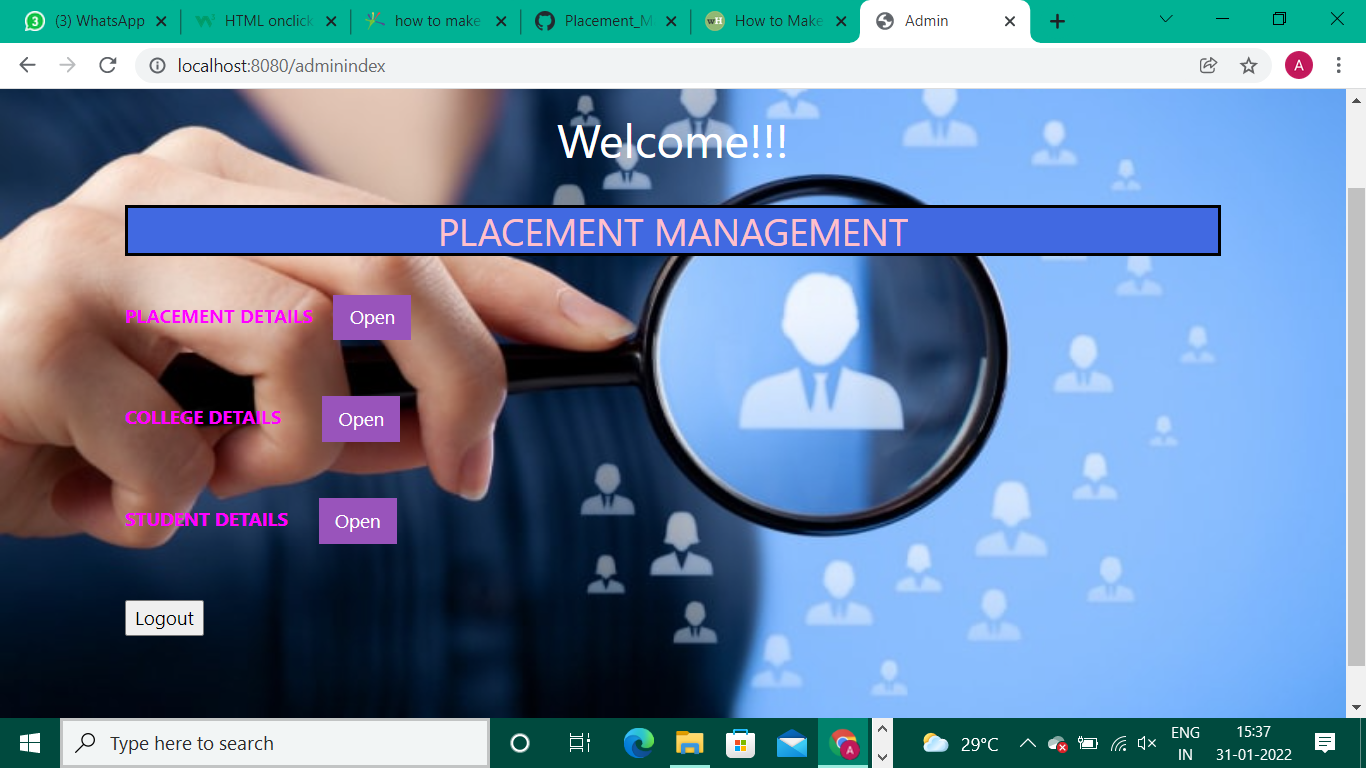 3 (3) WhatsApp
HTML onclick
how to make
Placement_M
wH How to Make
Admin
localhost:8080/adminindex
A
Welcome!!!
PLACEMENT MANAGEMENT
PLACEMENT DETAILS Open
COLLEGE DETAILS Open
STUDENT DETAILS Open
Logout
Type here to search
A
29°C
ENG
IN
15:37
31-01-2022